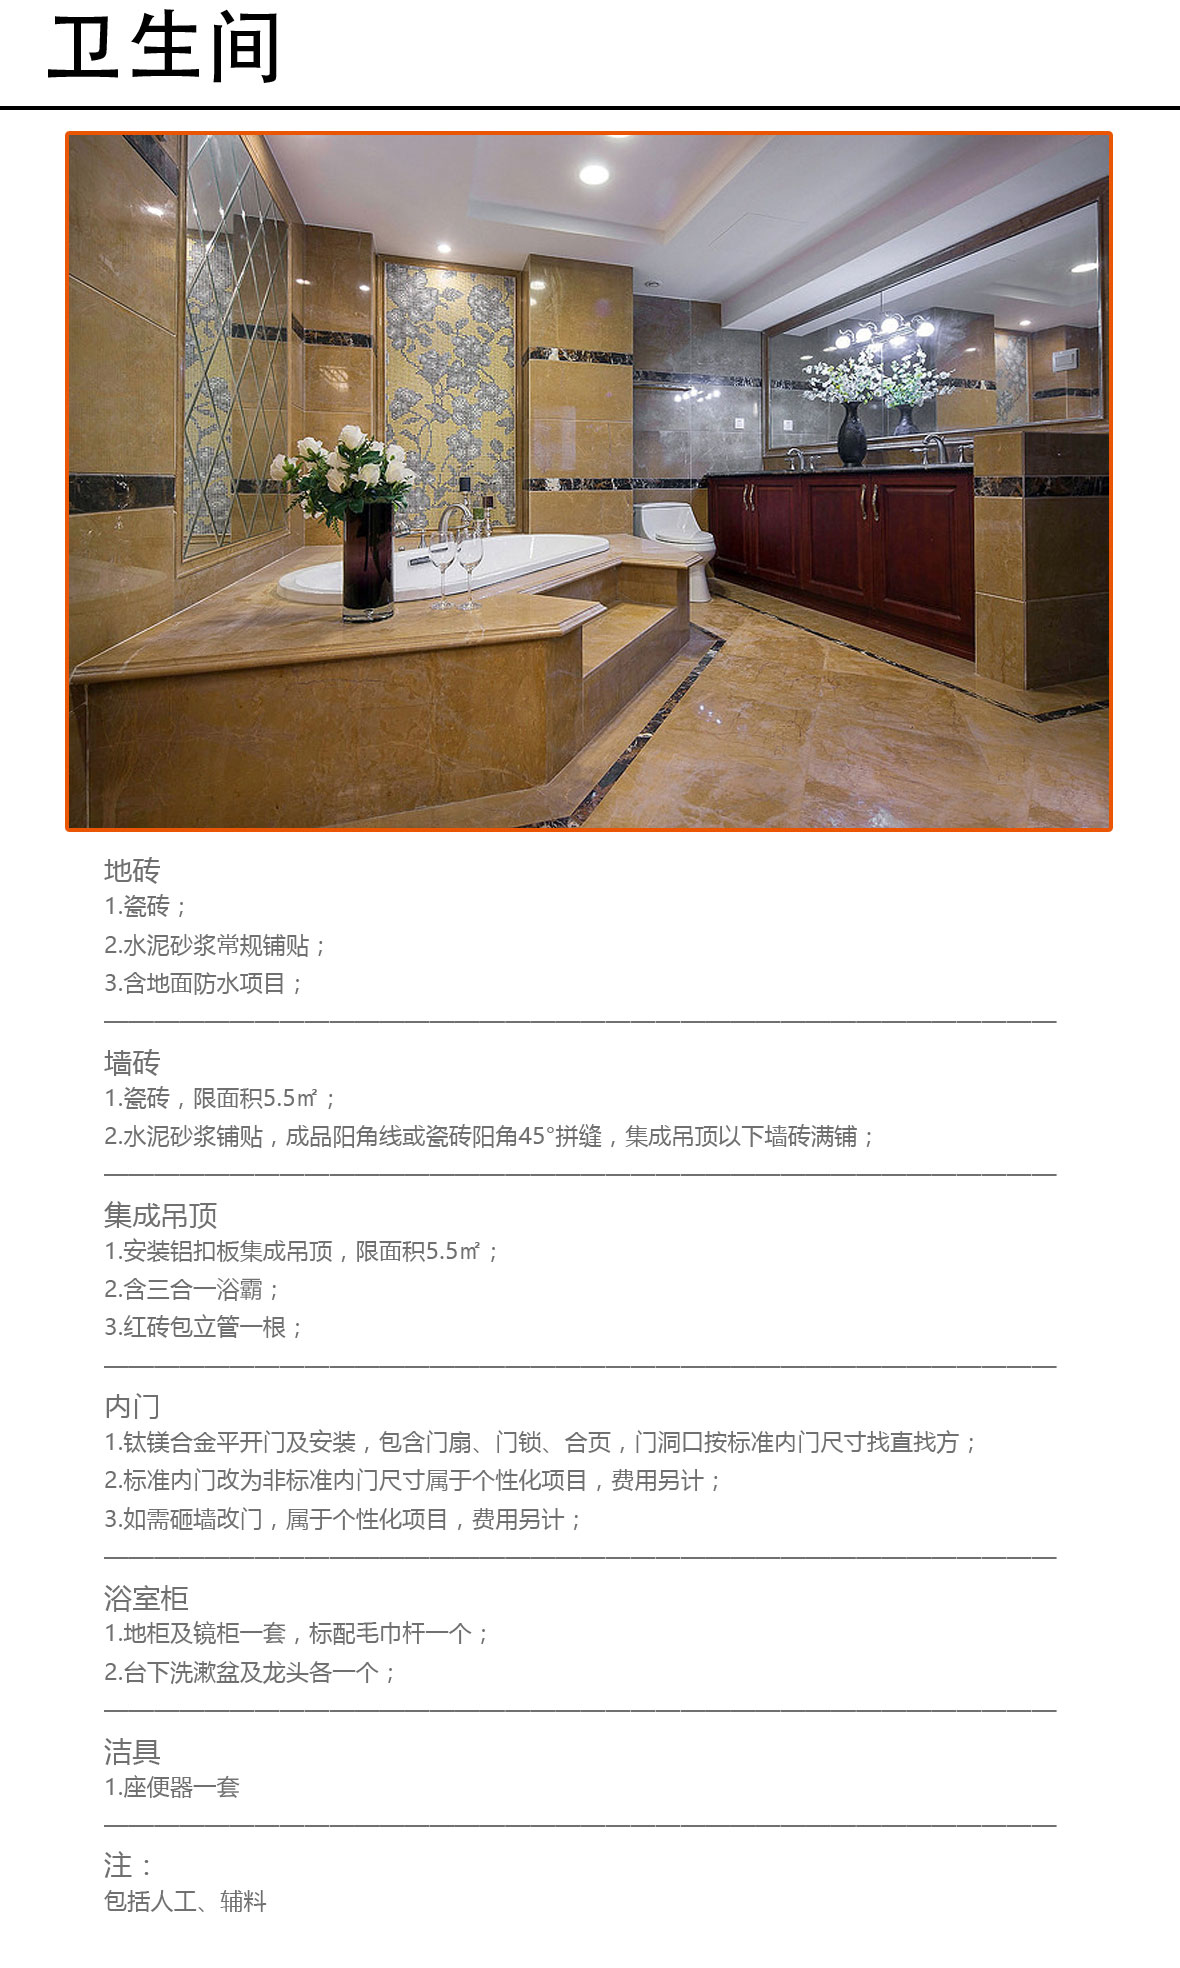 卫生间
地砖
1.瓷砖；
2.水泥砂浆常规铺贴；
3.含地面防水项目；
墙砖
1.瓷砖，限面积5.5㎡；
2.水泥砂浆铺贴，成品阳角线或瓷砖阳角45°拼缝，集成吊顶以下墙砖满铺；
集成吊顶
1.安装铝扣板集成吊顶，限面积5.5㎡；
2.含三合一浴霸；
3.红砖包立管一根；
内门
1.钛镁合金平开门及安装，包含门扇、门锁、合页，门洞口按标准内门尺寸找直找方；
2.标准内门改为非标准内门尺寸属于个性化项目，费用另计；
3.如需砸墙改门，属于个性化项目，费用另计；
浴室柜
1.地柜及镜柜一套，标配毛巾杆一个；
2.台下洗漱盆及龙头各一个；
洁具
1.座便器一套
注：
包括人工、辅料